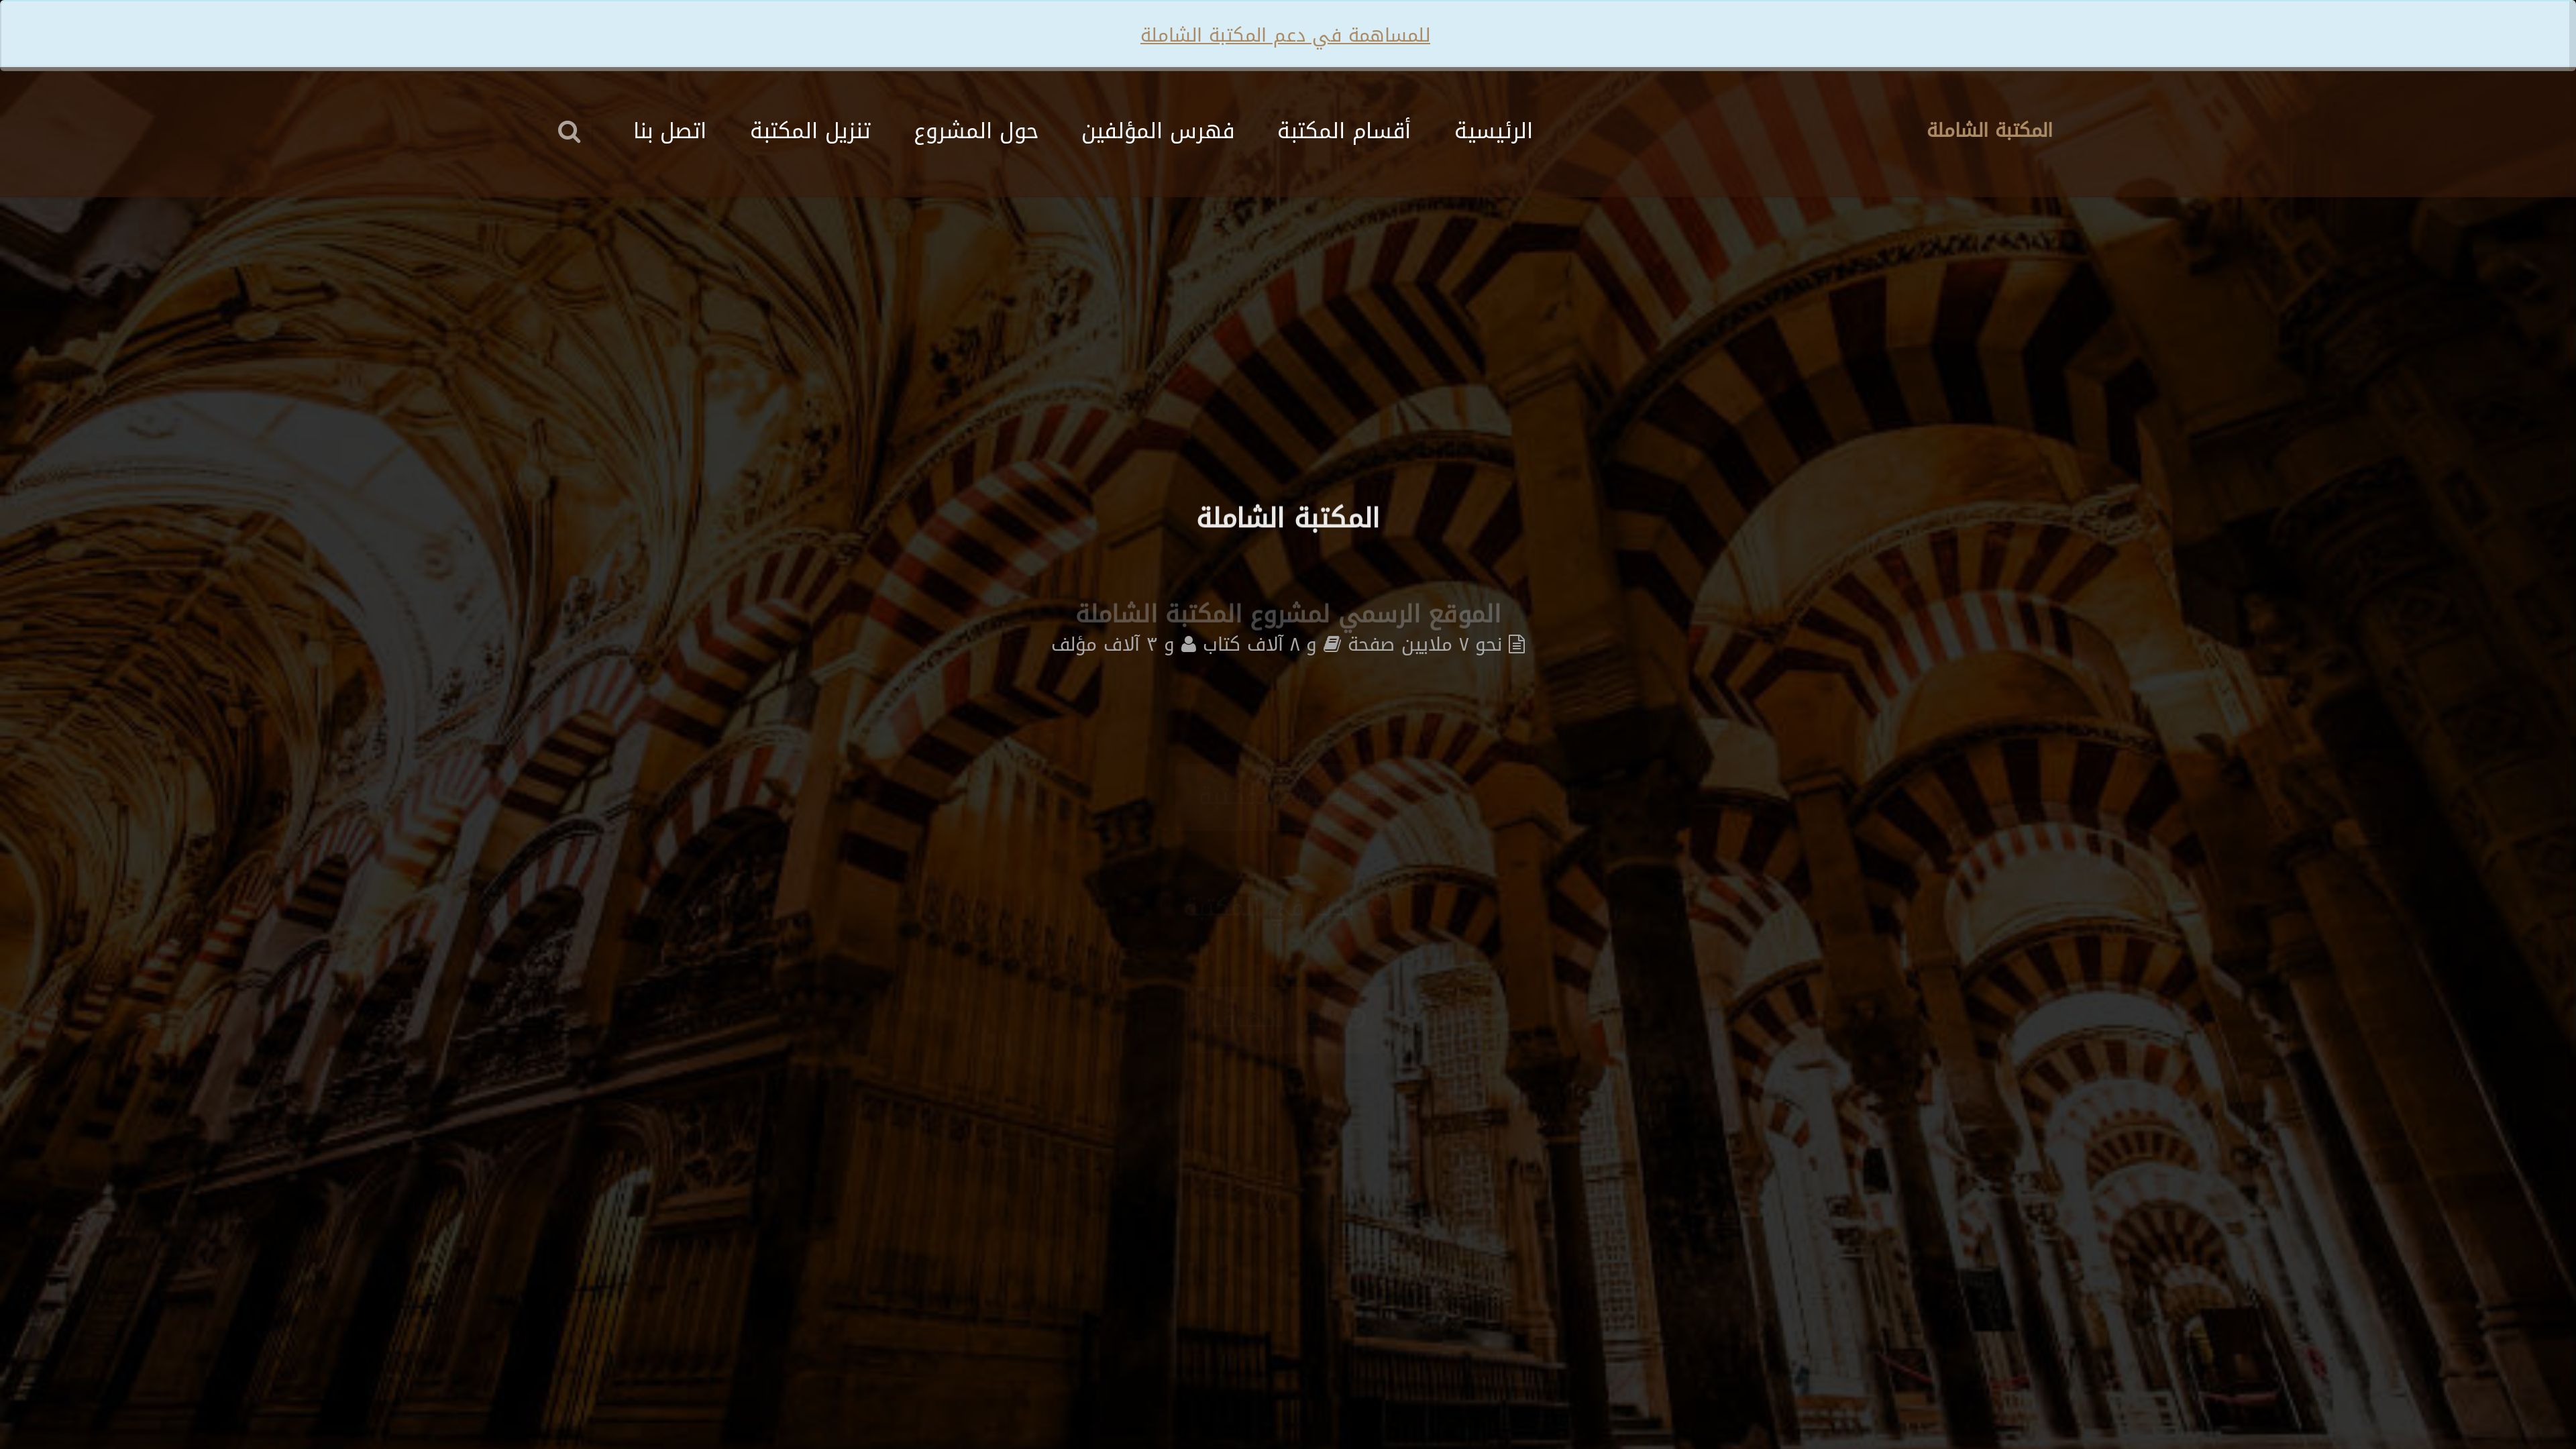 للمساهمة في دعم المكتبة الشاملة
المكتبة الشاملة
الرئيسية
أقسام المكتبة
فهرس المؤلفين
حول المشروع
تنزيل المكتبة
اتصل بنا
المكتبة الشاملة
الموقع الرسمي لمشروع المكتبة الشاملة
نحو ٧ ملايين صفحة و ٨ آلاف كتاب و ٣ آلاف مؤلف